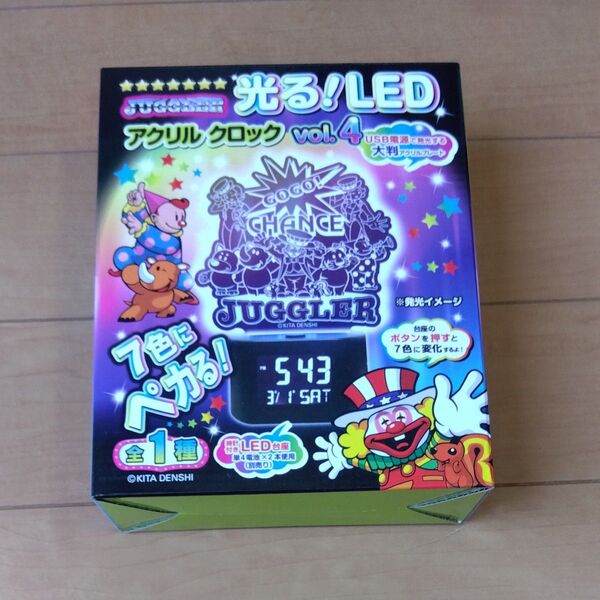 JUGGLER
光る!LED
アクリル クロック vol.4
USB電源で発光する
大判アクリルプレート
GOGO!
CHANCE
JUGGLER
©KITA DENSHI
※発光イメージ
7色に
ペカる!
台座の
ボタンを押すと
7色に変化するよ!
PM 5 43
3/1 SAT
全1種
時計付き LED台座
単4電池×2本使用
(別売り)
©KITA DENSHI